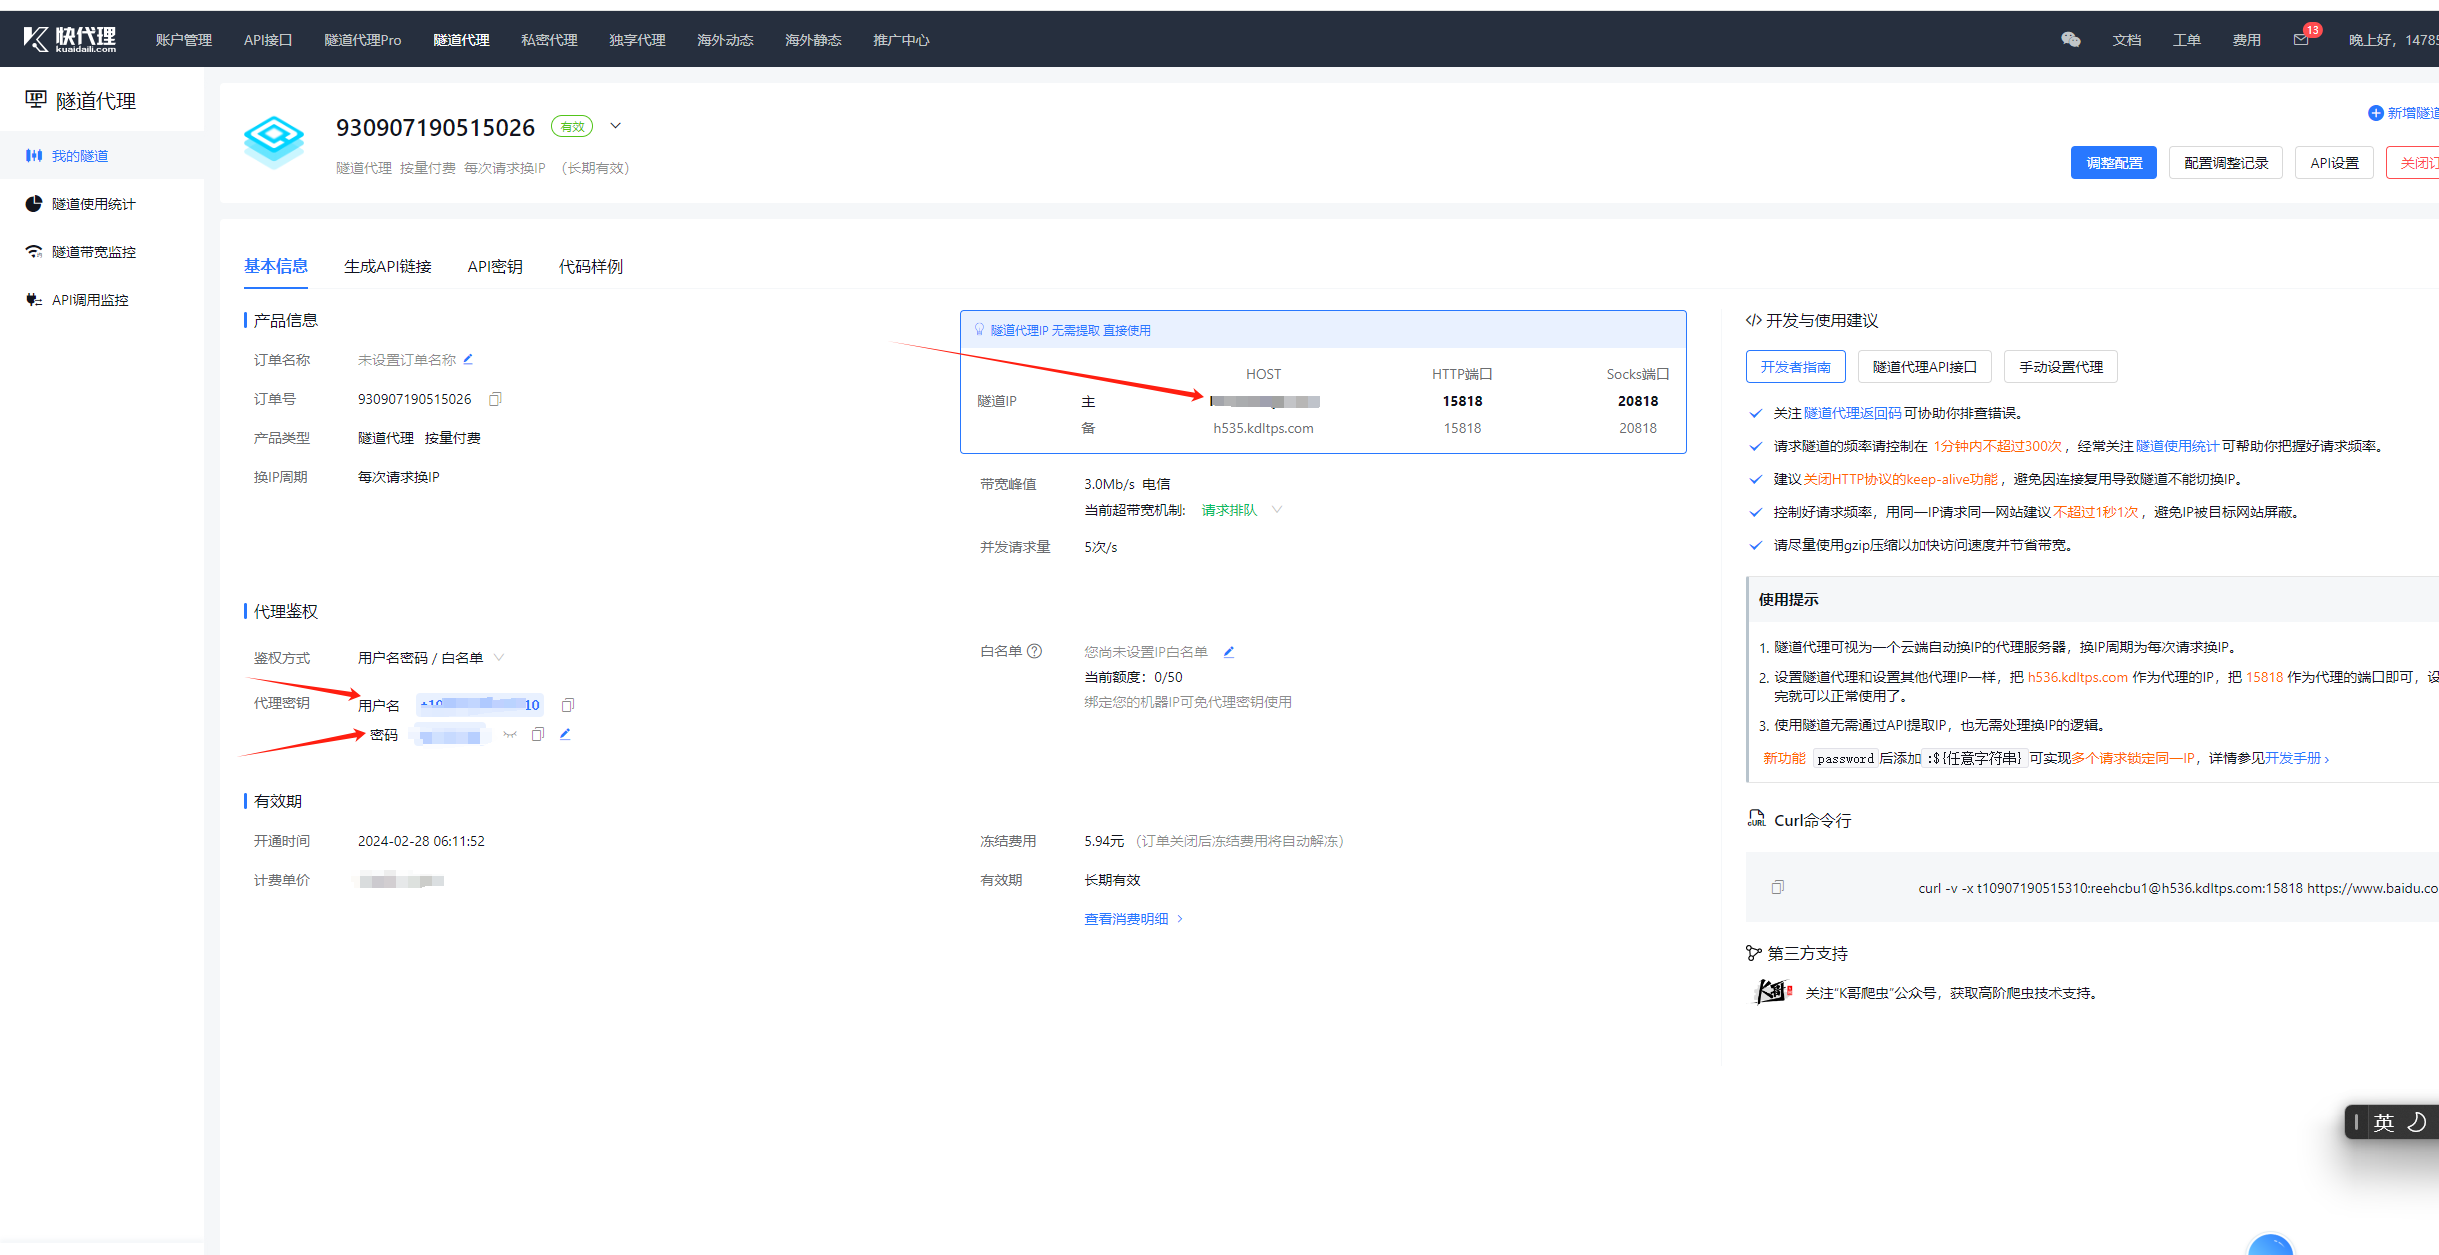 快代理
kuaidaili.com
账户管理 API接口 隧道代理Pro 隧道代理 私密代理 独享代理 海外动态 海外静态 推广中心
文档 工单 费用 13 晚上好，1478
隧道代理
我的隧道
隧道使用统计
隧道带宽监控
API调用监控
930907190515026 有效
隧道代理 按量付费 每次请求换IP （长期有效）
新增隧道
调整配置 配置调整记录 API设置 关闭订
基本信息 生成API链接 API密钥 代码样例
产品信息
订单名称 未设置订单名称
订单号 930907190515026
产品类型 隧道代理 按量付费
换IP周期 每次请求换IP
隧道代理IP 无需提取 直接使用
HOST HTTP端口 Socks端口
隧道IP 主 15818 20818
备 h535.kdltps.com 15818 20818
带宽峰值 3.0Mb/s 电信
当前超带宽机制: 请求排队
并发请求量 5次/s
代理鉴权
鉴权方式 用户名密码 / 白名单
代理密钥 用户名 10
密码
白名单 您尚未设置IP白名单
当前额度：0/50
绑定您的机器IP可免代理密钥使用
有效期
开通时间 2024-02-28 06:11:52
计费单价
冻结费用 5.94元 （订单关闭后冻结费用将自动解冻）
有效期 长期有效
查看消费明细 >
</> 开发与使用建议
开发者指南 隧道代理API接口 手动设置代理
关注隧道代理返回码可协助你排查错误。
请求隧道的频率请控制在 1分钟内不超过300次，经常关注隧道使用统计可帮助你把握好请求频率。
建议关闭HTTP协议的keep-alive功能，避免因连接复用导致隧道不能切换IP。
控制好请求频率，用同一IP请求同一网站建议不超过1秒1次，避免IP被目标网站屏蔽。
请尽量使用gzip压缩以加快访问速度并节省带宽。
使用提示
1. 隧道代理可视为一个云端自动换IP的代理服务器，换IP周期为每次请求换IP。
2. 设置隧道代理和设置其他代理IP一样，把 h536.kdltps.com 作为代理的IP，把 15818 作为代理的端口即可，设
完就可以正常使用了。
3. 使用隧道无需通过API提取IP，也无需处理换IP的逻辑。
新功能 password 后添加 :${任意字符串} 可实现多个请求锁定同一IP，详情参见开发手册 ›
cURL Curl命令行
curl -v -x t10907190515310:reehcbu1@h536.kdltps.com:15818 https://www.baidu.co
第三方支持
K哥 关注“K哥爬虫”公众号，获取高阶爬虫技术支持。
英